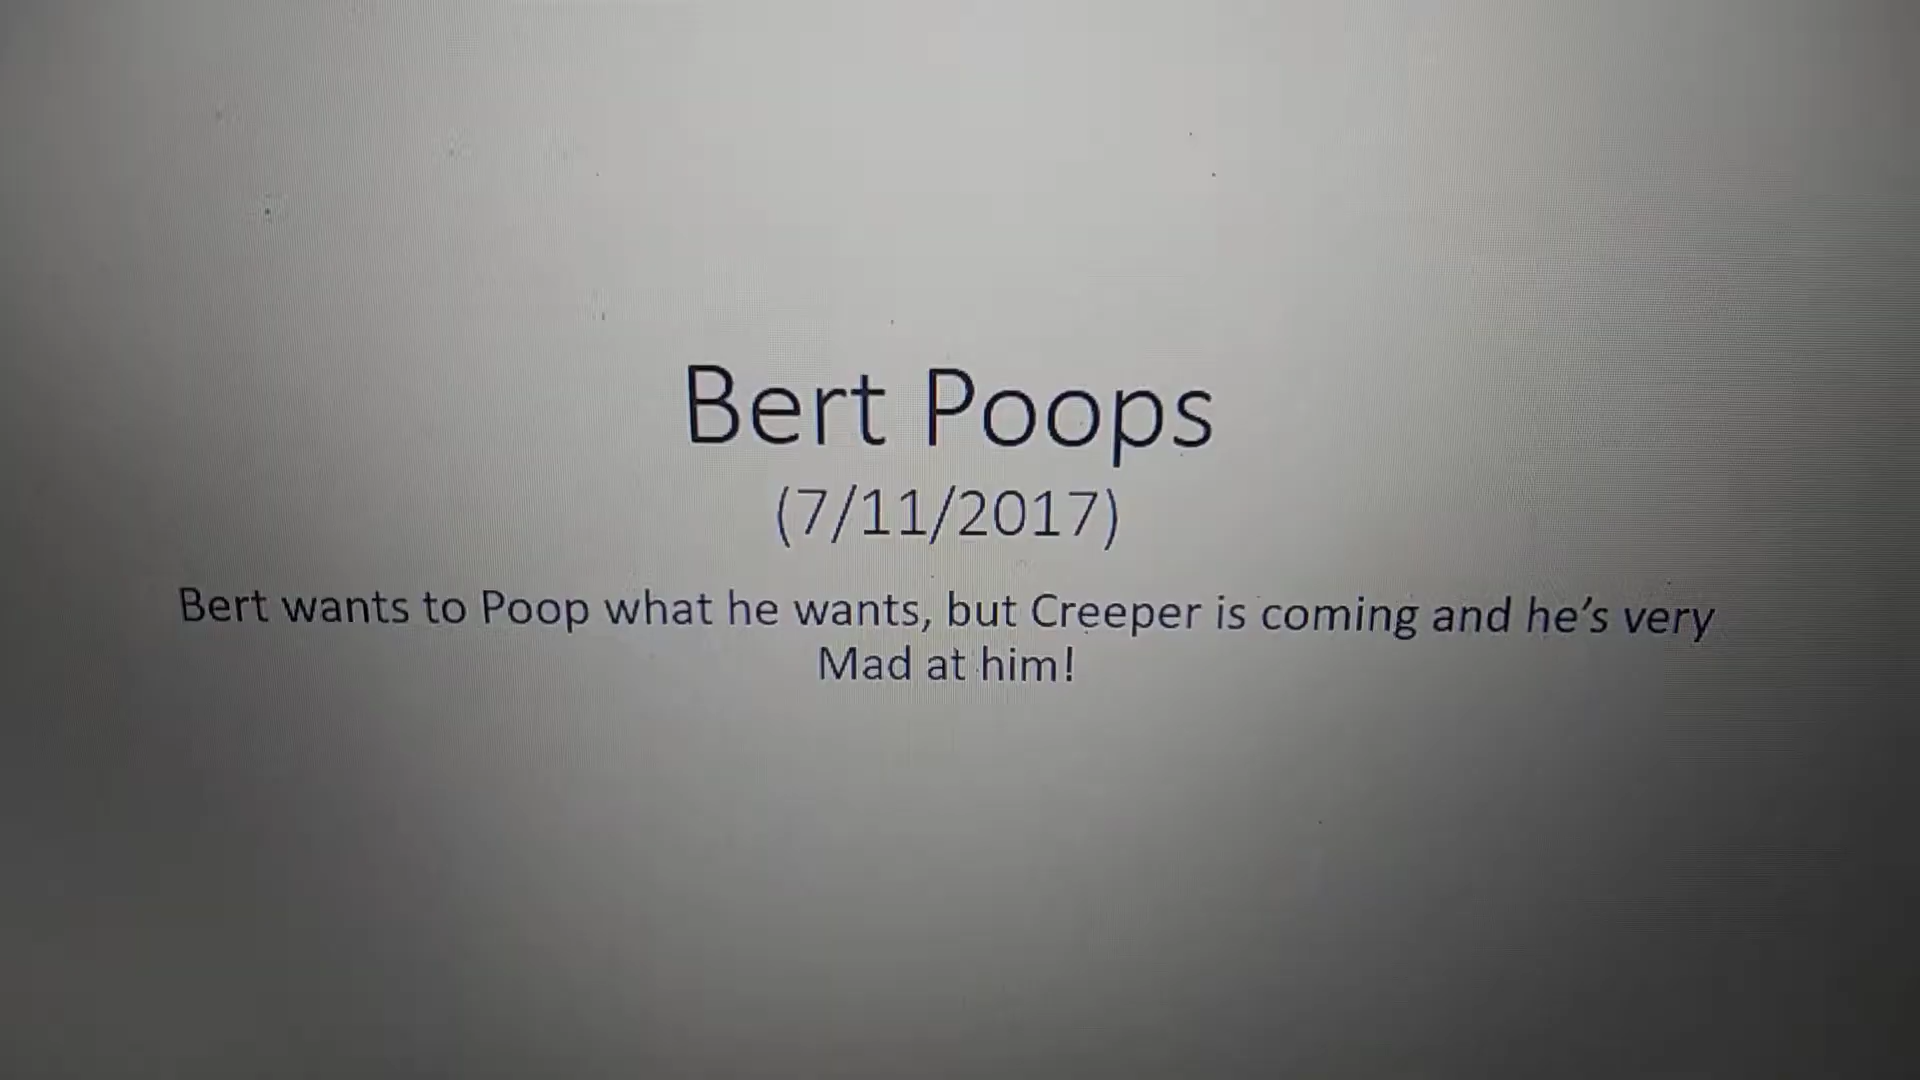 Bert Poops
(7/11/2017)
Bert wants to Poop what he wants, but Creeper is coming and he's very
Mad at him!